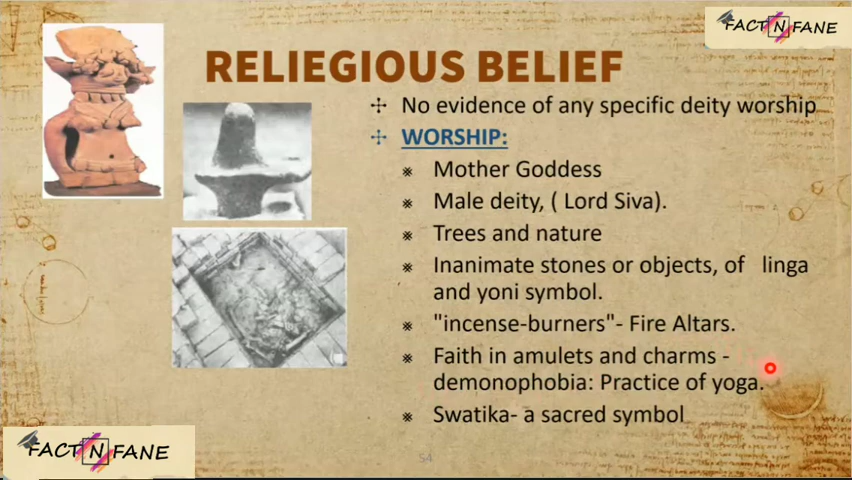 FACT N FANE
RELIEGIOUS BELIEF
No evidence of any specific deity worship
WORSHIP:
Mother Goddess
Male deity, ( Lord Siva).
Trees and nature
Inanimate stones or objects, of linga
and yoni symbol.
"incense-burners"- Fire Altars.
Faith in amulets and charms -
demonophobia: Practice of yoga.
Swatika- a sacred symbol
FACT N FANE
54